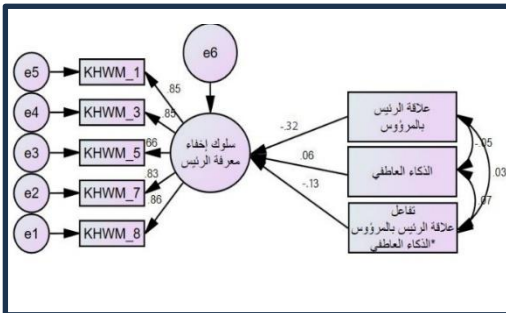 e6
e5
KHWM_1
.85
e4
KHWM_3
.85
e3
KHWM_5
.66
e2
KHWM_7
.83
e1
KHWM_8
.86
سلوك إخفاء
معرفة الرئيس
-.32
.06
-.13
علاقة الرئيس
بالمرؤوس
الذكاء العاطفي
تفاعل
علاقة الرئيس بالمرؤوس
*الذكاء العاطفي
-.05
.03
.07